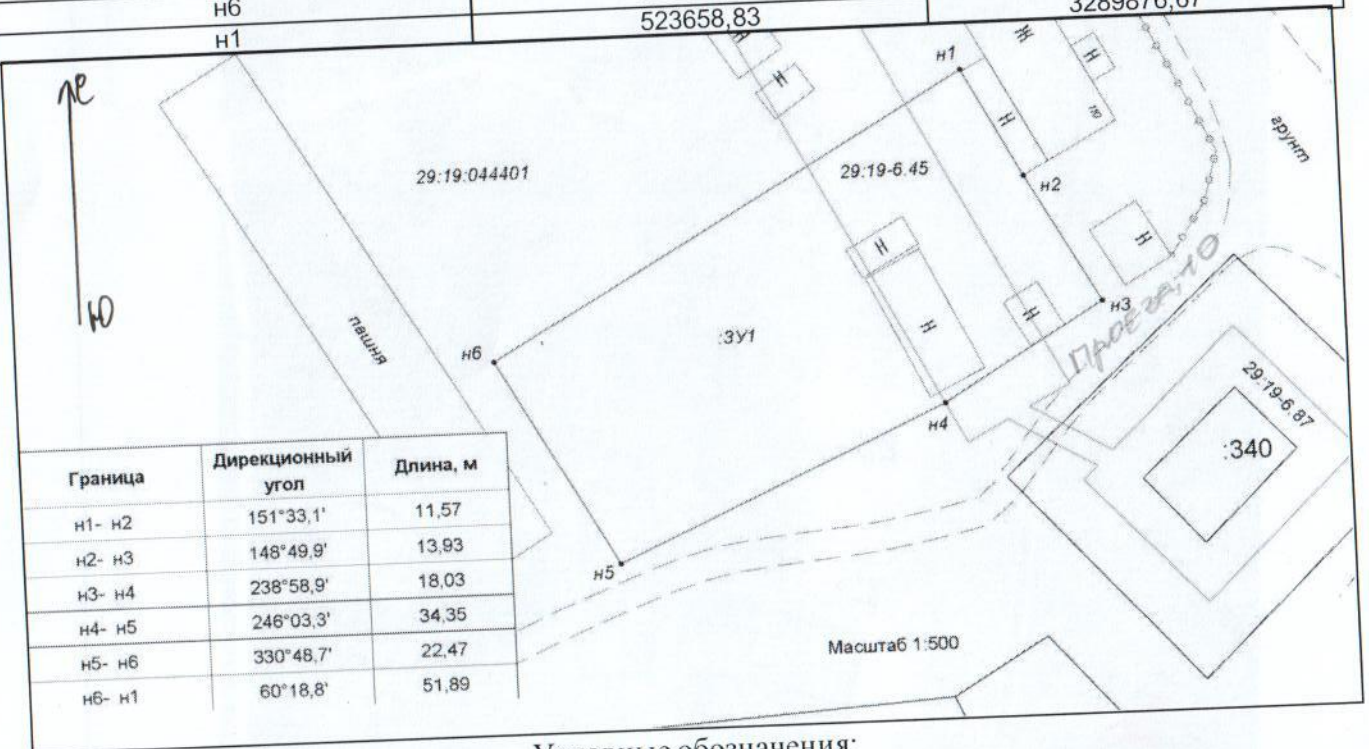 н6
н1 523658,83 3289876,67
С
Ю
н1
Ж
Н
Н
Н
Н
грунт
29:19:044401
29:19-6.45
н2
Н
Н
Н
н3
Проезд, 10
пашня
н6
:ЗУ1
Н
н4
29:19-6.87
:340
н5
Граница Дирекционный угол Длина, м
н1- н2 151°33,1' 11,57
н2- н3 148°49,9' 13,93
н3- н4 238°58,9' 18,03
н4- н5 246°03,3' 34,35
н5- н6 330°48,7' 22,47
н6- н1 60°18,8' 51,89
Масштаб 1:500
Условные обозначения: